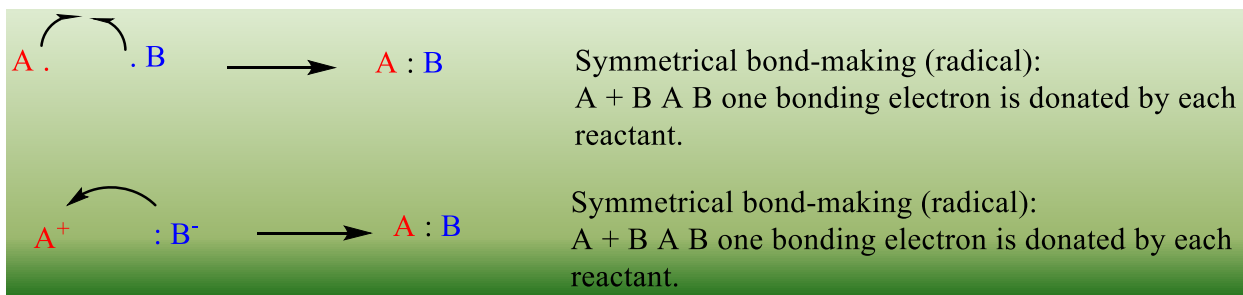 A . . B A : B
Symmetrical bond-making (radical):
A + B A B one bonding electron is donated by each
reactant.
A⁺ : B⁻ A : B
Symmetrical bond-making (radical):
A + B A B one bonding electron is donated by each
reactant.